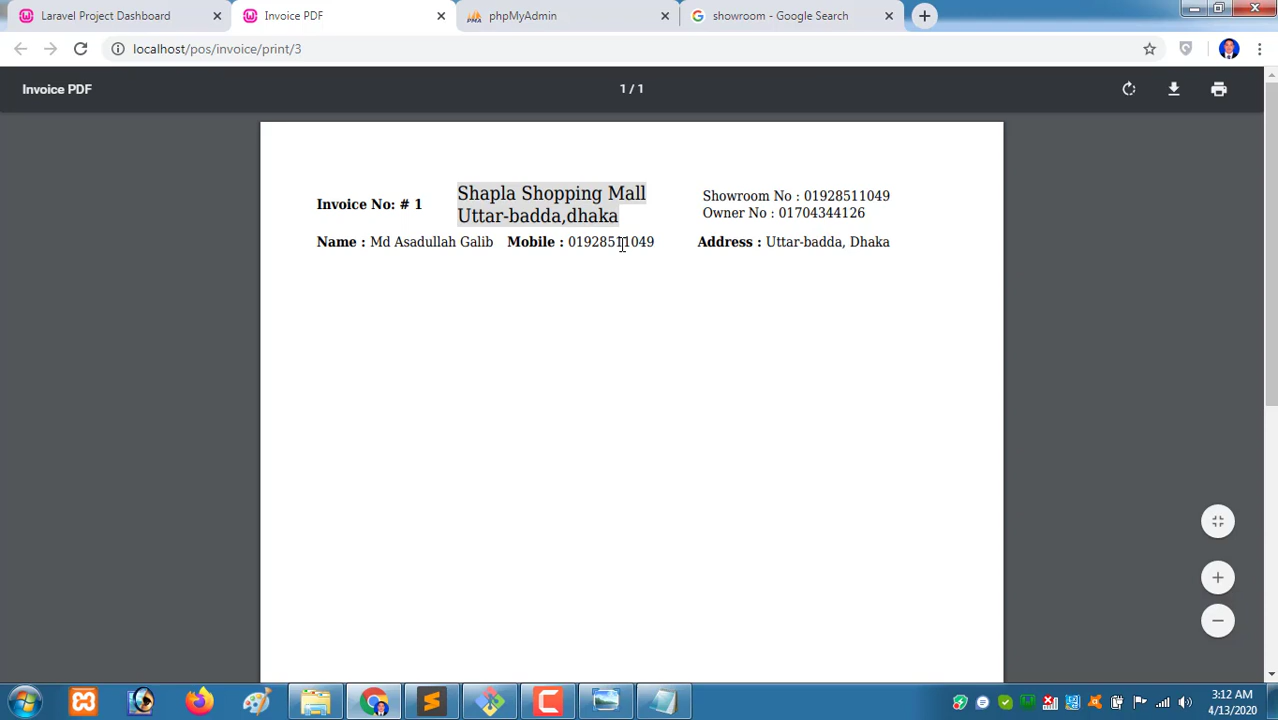 Laravel Project Dashboard
Invoice PDF
phpMyAdmin
showroom - Google Search
localhost/pos/invoice/print/3
Invoice PDF
1 / 1
Invoice No: # 1
Shapla Shopping Mall
Uttar-badda,dhaka
Showroom No : 01928511049
Owner No : 01704344126
Name : Md Asadullah Galib Mobile : 01928511049 Address : Uttar-badda, Dhaka
3:12 AM
4/13/2020